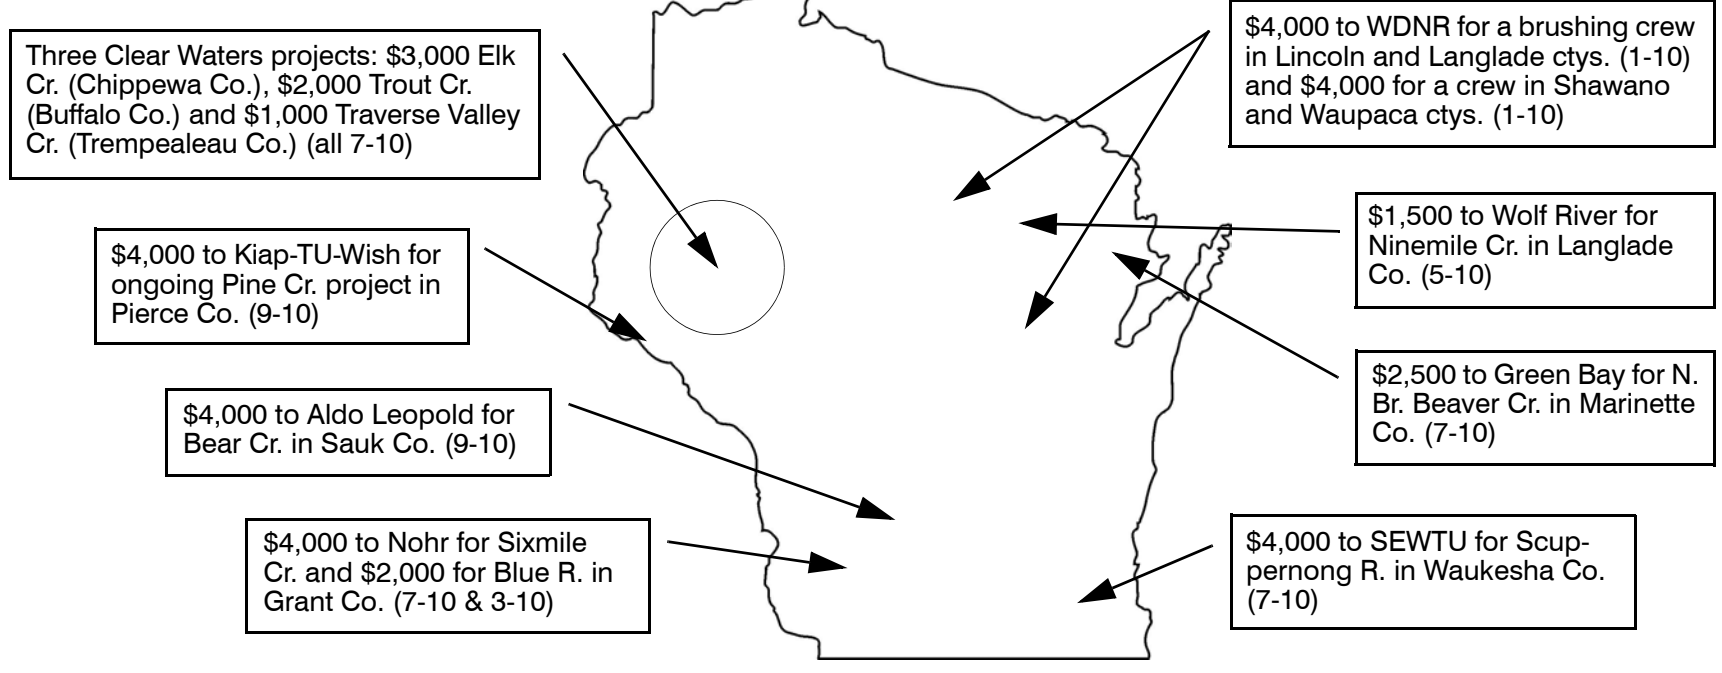 Three Clear Waters projects: $3,000 Elk
Cr. (Chippewa Co.), $2,000 Trout Cr.
(Buffalo Co.) and $1,000 Traverse Valley
Cr. (Trempealeau Co.) (all 7-10)
$4,000 to Kiap-TU-Wish for
ongoing Pine Cr. project in
Pierce Co. (9-10)
$4,000 to Aldo Leopold for
Bear Cr. in Sauk Co. (9-10)
$4,000 to Nohr for Sixmile
Cr. and $2,000 for Blue R. in
Grant Co. (7-10 & 3-10)
$4,000 to WDNR for a brushing crew
in Lincoln and Langlade ctys. (1-10)
and $4,000 for a crew in Shawano
and Waupaca ctys. (1-10)
$1,500 to Wolf River for
Ninemile Cr. in Langlade
Co. (5-10)
$2,500 to Green Bay for N.
Br. Beaver Cr. in Marinette
Co. (7-10)
$4,000 to SEWTU for Scup-
pernong R. in Waukesha Co.
(7-10)